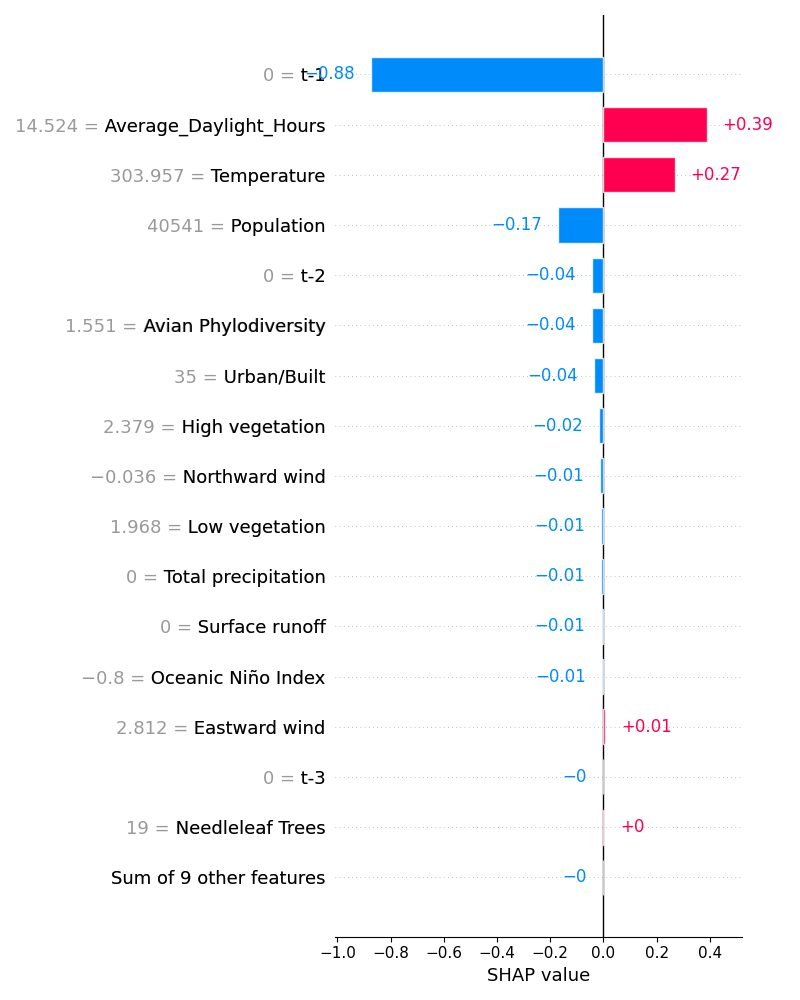 0 = t-1 −0.88
14.524 = Average_Daylight_Hours +0.39
303.957 = Temperature +0.27
40541 = Population −0.17
0 = t-2 −0.04
1.551 = Avian Phylodiversity −0.04
35 = Urban/Built −0.04
2.379 = High vegetation −0.02
−0.036 = Northward wind −0.01
1.968 = Low vegetation −0.01
0 = Total precipitation −0.01
0 = Surface runoff −0.01
−0.8 = Oceanic Niño Index −0.01
2.812 = Eastward wind +0.01
0 = t-3 −0
19 = Needleleaf Trees +0
Sum of 9 other features −0
−1.0 −0.8 −0.6 −0.4 −0.2 0.0 0.2 0.4
SHAP value